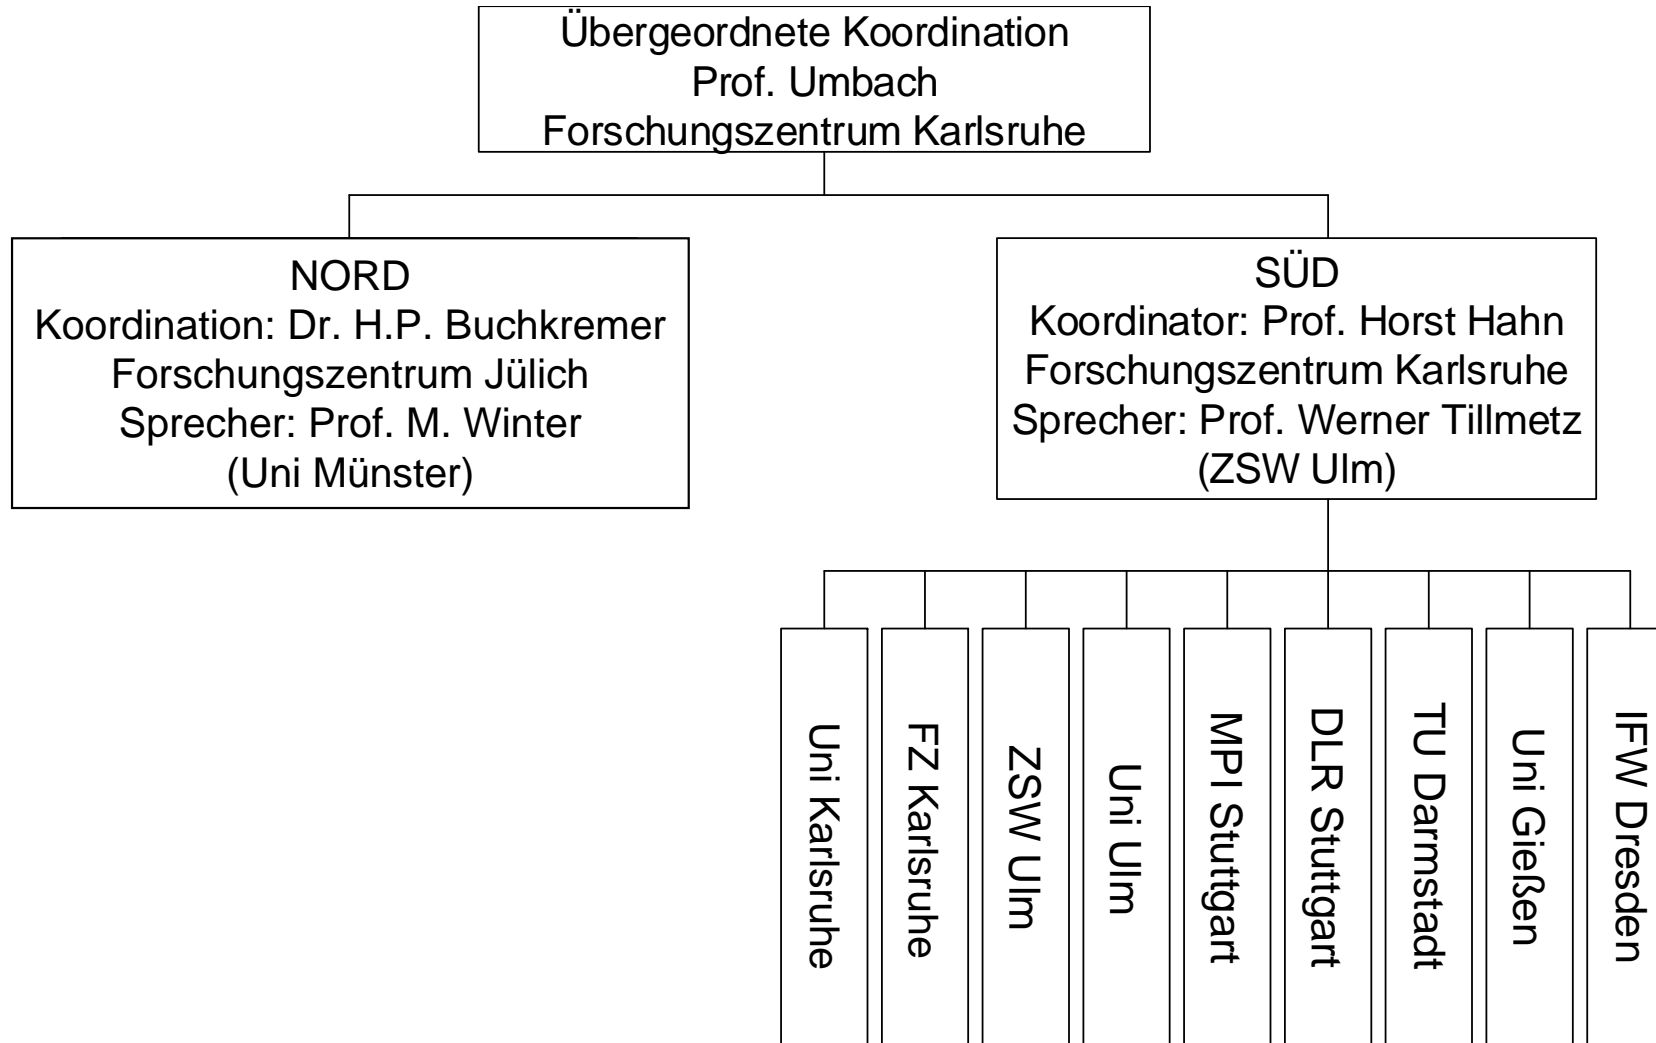 Übergeordnete Koordination
Prof. Umbach
Forschungszentrum Karlsruhe
NORD
Koordination: Dr. H.P. Buchkremer
Forschungszentrum Jülich
Sprecher: Prof. M. Winter
(Uni Münster)
SÜD
Koordinator: Prof. Horst Hahn
Forschungszentrum Karlsruhe
Sprecher: Prof. Werner Tillmetz
(ZSW Ulm)
Uni Karlsruhe
FZ Karlsruhe
ZSW Ulm
Uni Ulm
MPI Stuttgart
DLR Stuttgart
TU Darmstadt
Uni Gießen
IFW Dresden